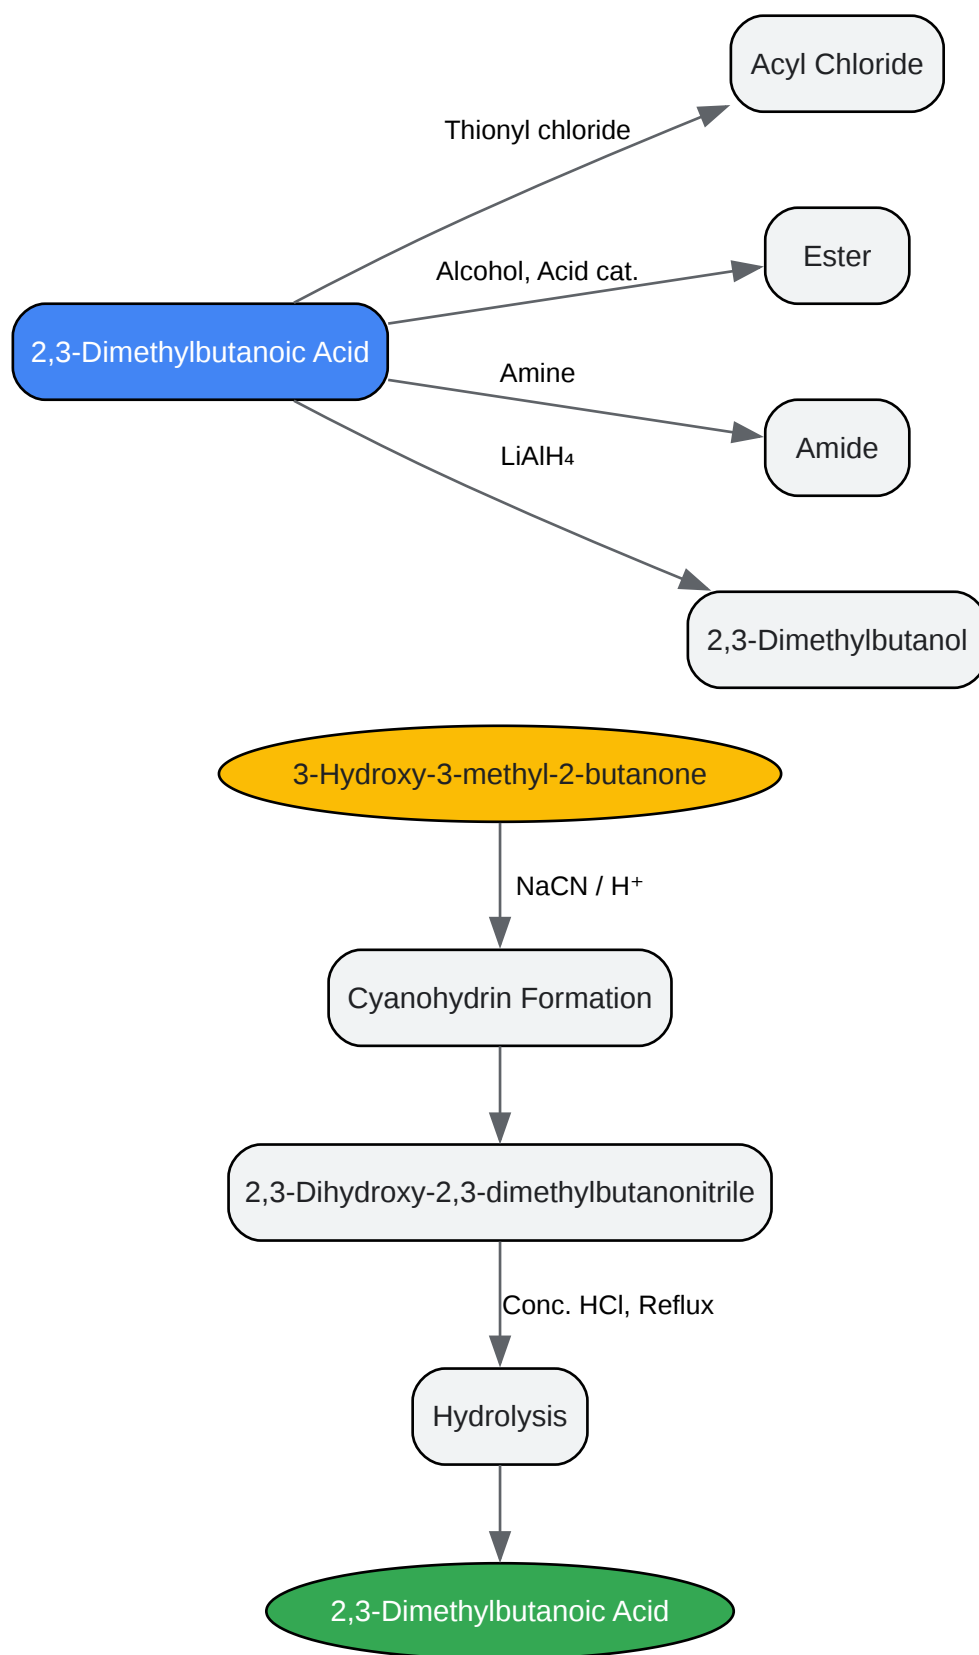 Acyl Chloride
Thionyl chloride
Ester
Alcohol, Acid cat.
2,3-Dimethylbutanoic Acid
Amine
Amide
LiAlH₄
2,3-Dimethylbutanol
3-Hydroxy-3-methyl-2-butanone
NaCN / H⁺
Cyanohydrin Formation
2,3-Dihydroxy-2,3-dimethylbutanonitrile
Conc. HCl, Reflux
Hydrolysis
2,3-Dimethylbutanoic Acid